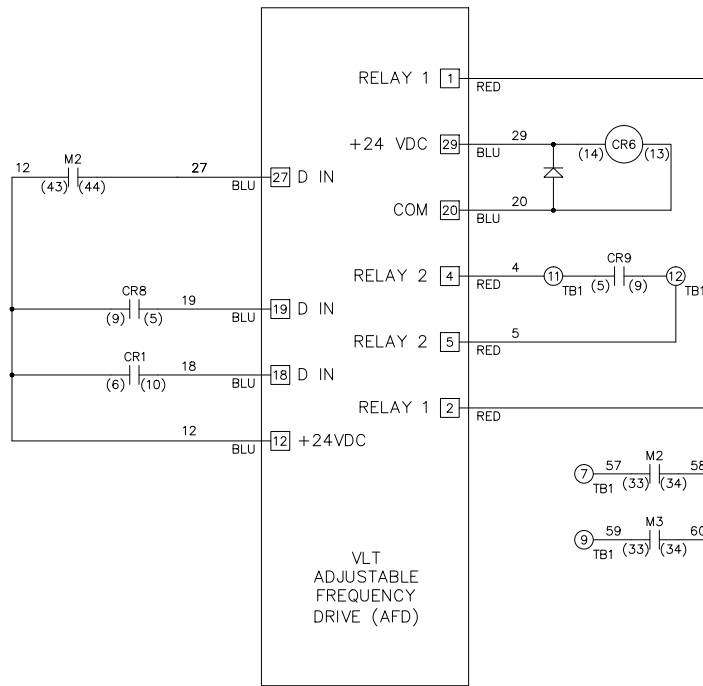 RELAY 1 1 RED
+24 VDC 29 29 BLU (14) CR6 (13)
12 M2 (43) (44) 27 BLU 27 D IN
COM 20 20 BLU
RELAY 2 4 4 RED 11 TB1 CR9 (5) (9) 12 TB1
CR8 (9) (5) 19 BLU 19 D IN
RELAY 2 5 5 RED
CR1 (6) (10) 18 BLU 18 D IN
RELAY 1 2 RED
12 BLU 12 +24VDC
7 TB1 57 M2 (33) (34) 58
9 TB1 59 M3 (33) (34) 60
VLT
ADJUSTABLE
FREQUENCY
DRIVE (AFD)